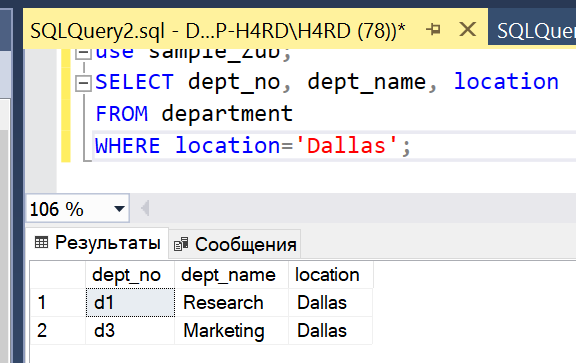 SQLQuery2.sql - D...P-H4RD\H4RD (78))*
SQLQuer
use sample_Zub;
SELECT dept_no, dept_name, location
FROM department
WHERE location='Dallas';
106 %
Результаты Сообщения
dept_no dept_name location
1 d1 Research Dallas
2 d3 Marketing Dallas